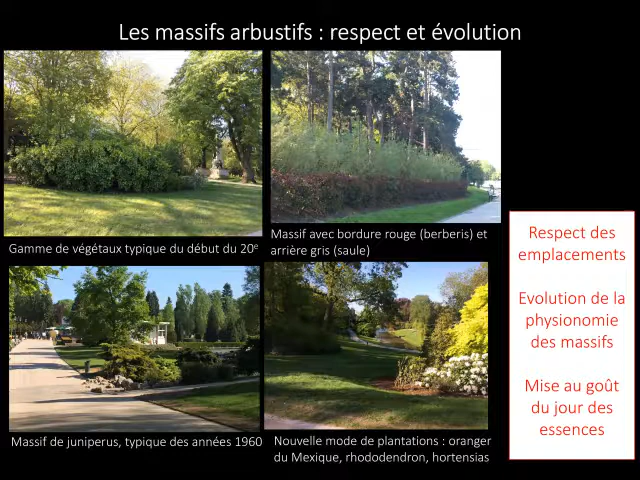 Les massifs arbustifs : respect et évolution
Gamme de végétaux typique du début du 20e
Massif avec bordure rouge (berberis) et
arrière gris (saule)
Respect des
emplacements
Evolution de la
physionomie
des massifs
Mise au goût
du jour des
essences
Massif de juniperus, typique des années 1960
Nouvelle mode de plantations : oranger
du Mexique, rhododendron, hortensias